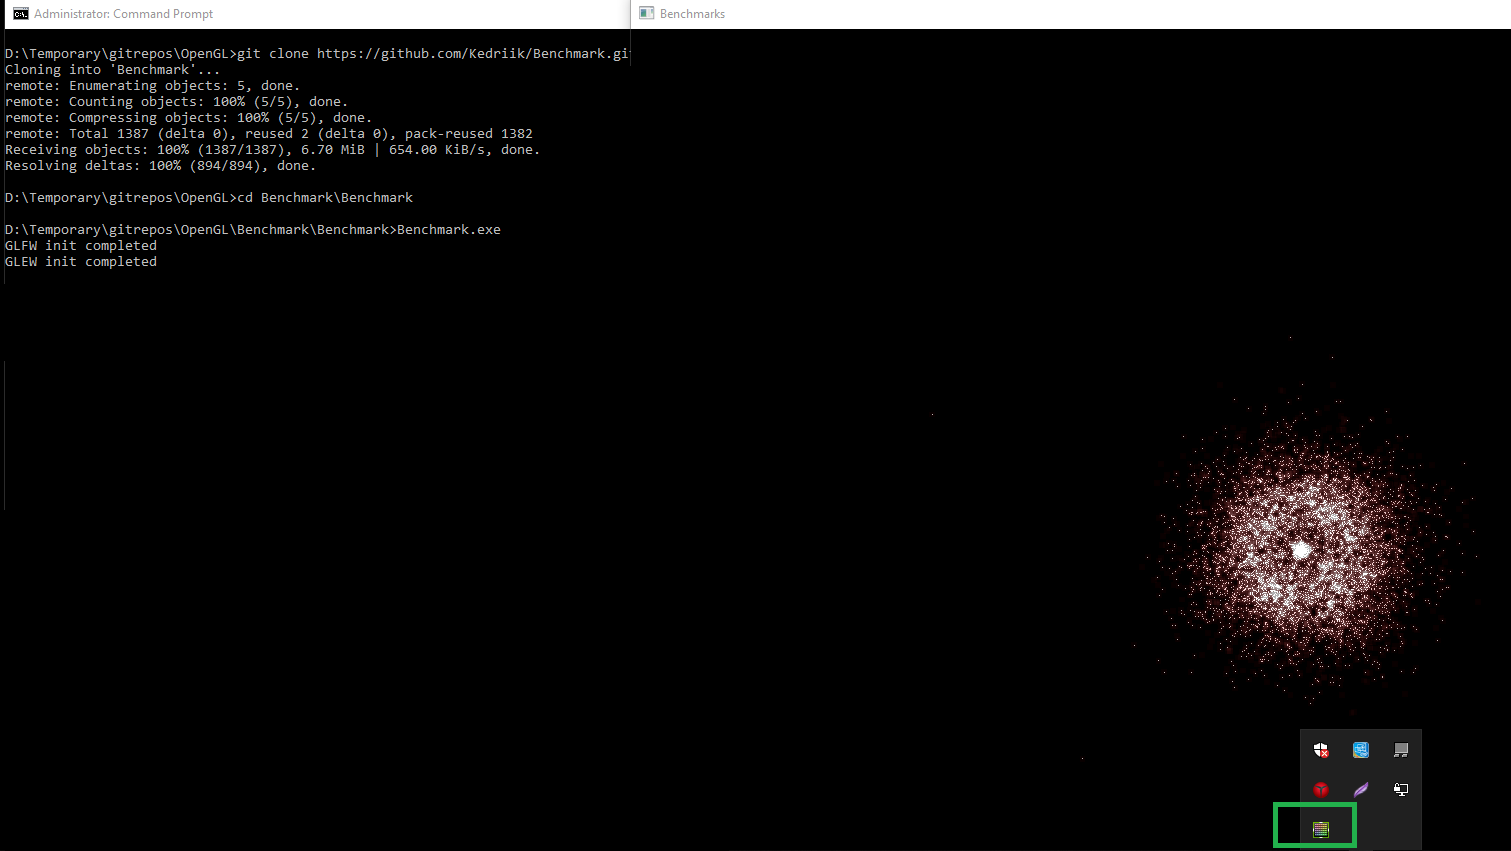 Administrator: Command Prompt
Benchmarks
D:\Temporary\gitrepos\OpenGL>git clone https://github.com/Kedriik/Benchmark.gi
Cloning into 'Benchmark'...
remote: Enumerating objects: 5, done.
remote: Counting objects: 100% (5/5), done.
remote: Compressing objects: 100% (5/5), done.
remote: Total 1387 (delta 0), reused 2 (delta 0), pack-reused 1382
Receiving objects: 100% (1387/1387), 6.70 MiB | 654.00 KiB/s, done.
Resolving deltas: 100% (894/894), done.
D:\Temporary\gitrepos\OpenGL>cd Benchmark\Benchmark
D:\Temporary\gitrepos\OpenGL\Benchmark\Benchmark>Benchmark.exe
GLFW init completed
GLEW init completed